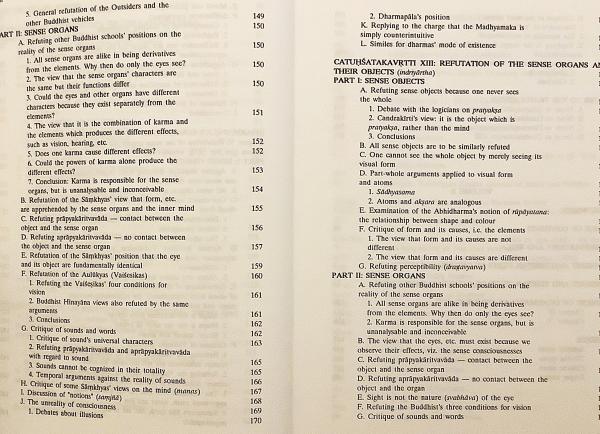 5. General refutation of the Outsiders and the
other Buddhist vehicles 149
PART II: SENSE ORGANS 150
A. Refuting other Buddhist schools' positions on the
reality of the sense organs 150
1. All sense organs are alike in being derivatives
from the elements. Why then do only the eyes see? 150
2. The view that the sense organs' characters are
the same but their functions differ 150
3. Could the eyes and other organs have different
characters because they exist separately from the
elements? 151
4. The view that it is the combination of karma and
the elements which produces the different effects,
such as vision, hearing, etc. 152
5. Does one karma cause different effects? 152
6. Could the powers of karma alone produce the
different effects? 153
7. Conclusion: Karma is responsible for the sense
organs, but is unanalysable and inconceivable 154
B. Refutation of the Sāṃkhyas' view that form, etc.
are apprehended by the sense organs and the inner mind 155
C. Refuting prāpyakāritvavāda — contact between the
object and the sense organ 156
D. Refuting aprāpyakāritvavāda — no contact between
the object and the sense organ 157
E. Refutation of the Sāṃkhyas' position that the eye
and its object are fundamentally identical 159
F. Refutation of the Aulūkyas (Vaiśeṣikas) 160
1. Refuting the Vaiśeṣikas' four conditions for
vision 161
2. Buddhist Hīnayāna views also refuted by the same
arguments 161
3. Conclusions 162
G. Critique of sounds and words 162
1. Critique of sound's universal characters 163
2. Refuting prāpyakāritvavāda and aprāpyakāritvavāda
with regard to sound 165
3. Sounds cannot be cognized in their totality 165
4. Temporal arguments against the reality of sounds 166
H. Critique of some Sāṃkhyas' views on the mind (manas) 167
I. Discussion of "notions" (saṃjñā) 168
J. The unreality of consciousness 169
1. Debates about illusions 170
2. Dharmapāla's position
K. Replying to the charge that the Madhyamaka is
simply counterintuitive
L. Similes for dharmas' mode of existence
CATUḤŚATAKAVṚTTI XIII: REFUTATION OF THE SENSE ORGANS AN
THEIR OBJECTS (indriyārtha)
PART I: SENSE OBJECTS
A. Refuting sense objects because one never sees
the whole
1. Debate with the logicians on pratyakṣa
2. Candrakīrti's view: it is the object which is
pratyakṣa, rather than the mind
3. Conclusions
B. All sense objects are to be similarly refuted
C. One cannot see the whole object by merely seeing its
visual form
D. Part-whole arguments applied to visual form
and atoms
1. Sādhyasama
2. Atoms and akṣara are analogous
E. Examination of the Abhidharma's notion of rūpāyatana:
the relationship between shape and colour
F. Critique of form and its causes, i.e. the elements
1. The view that form and its causes are not
different
2. The view that form and its causes are different
G. Refuting perceptibility (draṣṭavyatva)
PART II: SENSE ORGANS
A. Refuting other Buddhist schools' positions on the
reality of the sense organs
1. All sense organs are alike in being derivations
from the elements. Why then do only the eyes see?
2. Karma is responsible for the sense organs, but is
unanalysable and inconceivable
B. The view that the eyes, etc. must exist because we
observe their effects, viz. the sense consciousnesses
C. Refuting prāpyakāritvavāda — contact between the
object and the sense organ
D. Refuting aprāpyakāritvavāda — no contact between the
object and the organ
E. Sight is not the nature (svabhāva) of the eye
F. Refuting the Buddhist's three conditions for vision
G. Critique of sounds and words